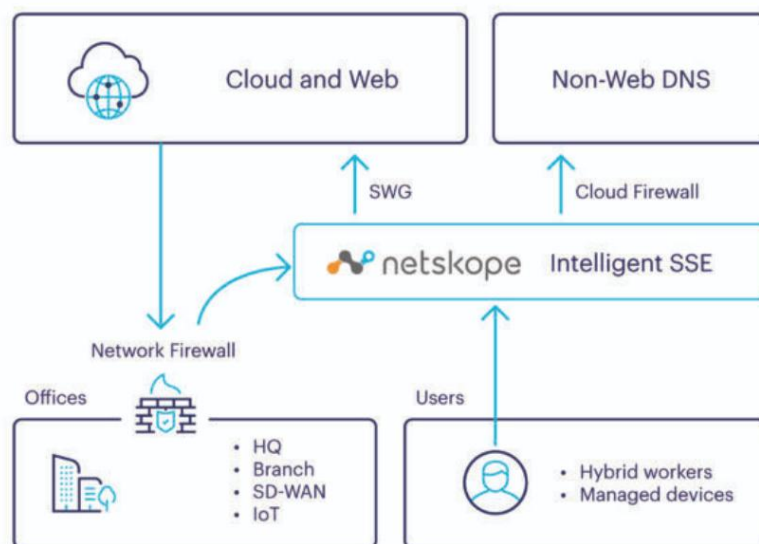 Cloud and Web
Non-Web DNS
SWG
Cloud Firewall
netskope Intelligent SSE
Network Firewall
Offices
• HQ
• Branch
• SD-WAN
• IoT
Users
• Hybrid workers
• Managed devices